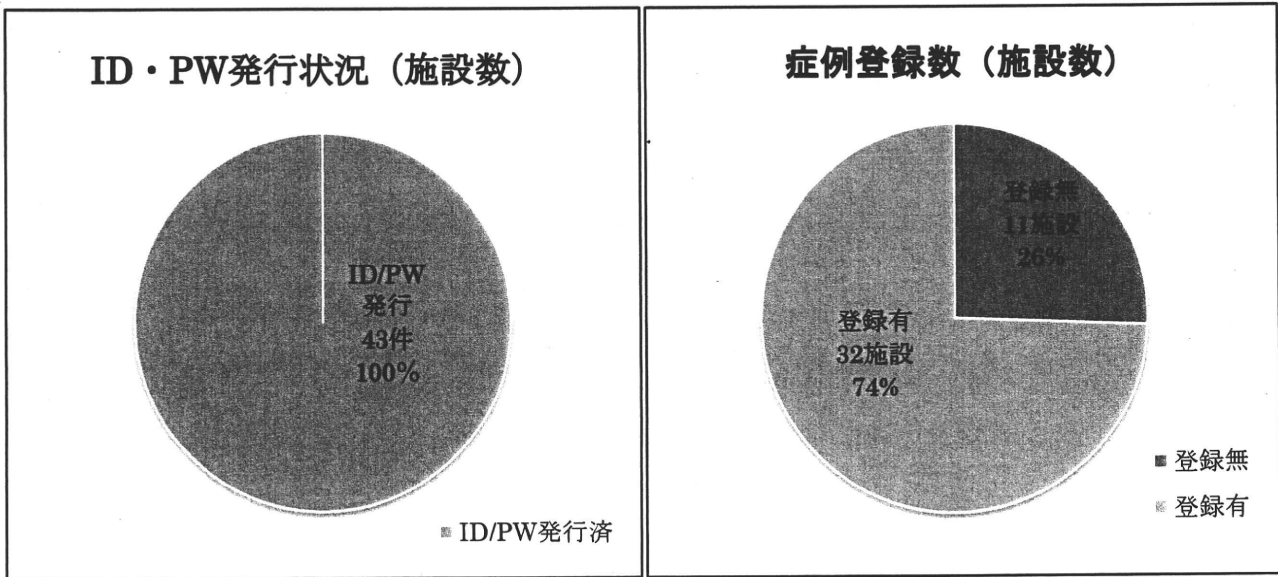 ID・PW発行状況（施設数）
ID/PW
発行
43件
100%
ID/PW発行済
症例登録数（施設数）
登録無
11施設
26%
登録有
32施設
74%
登録無
登録有